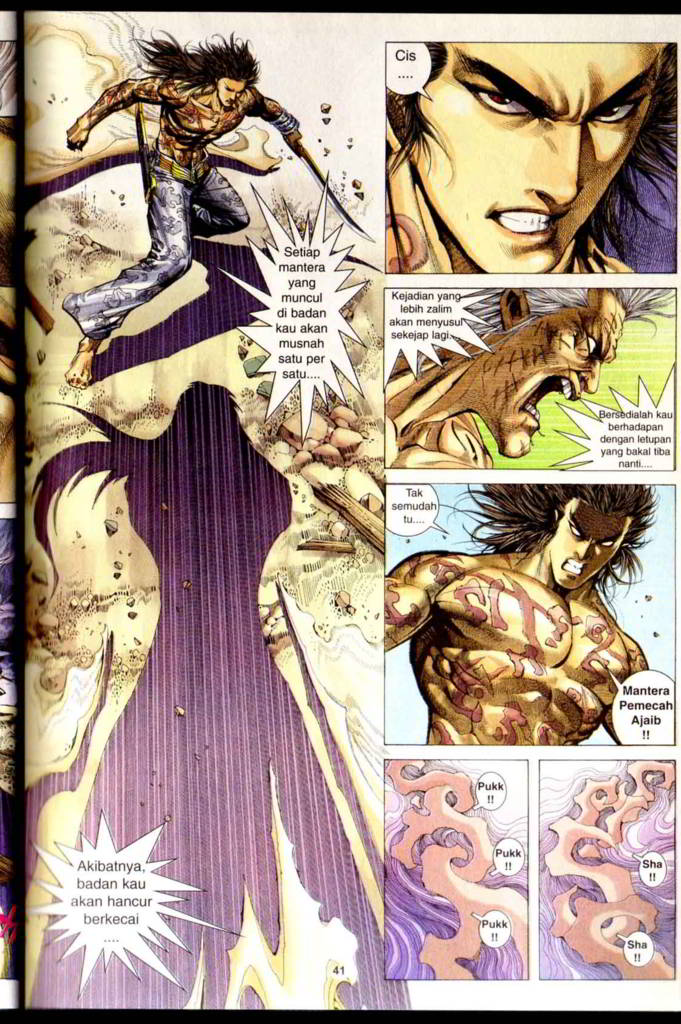 Setiap
mantera
yang
muncul
di badan
kau akan
musnah
satu per
satu....
Akibatnya,
badan kau
akan hancur
berkecai
....
Cis
....
Kejadian yang
lebih zalim
akan menyusul
sekejap lagi....
Bersedialah kau
berhadapan
dengan letupan
yang bakal tiba
nanti....
Tak
semudah
tu....
Mantera
Pemecah
Ajaib
!!
Pukk
!!
Pukk
!!
Pukk
!!
Sha
!!
Sha
!!
41